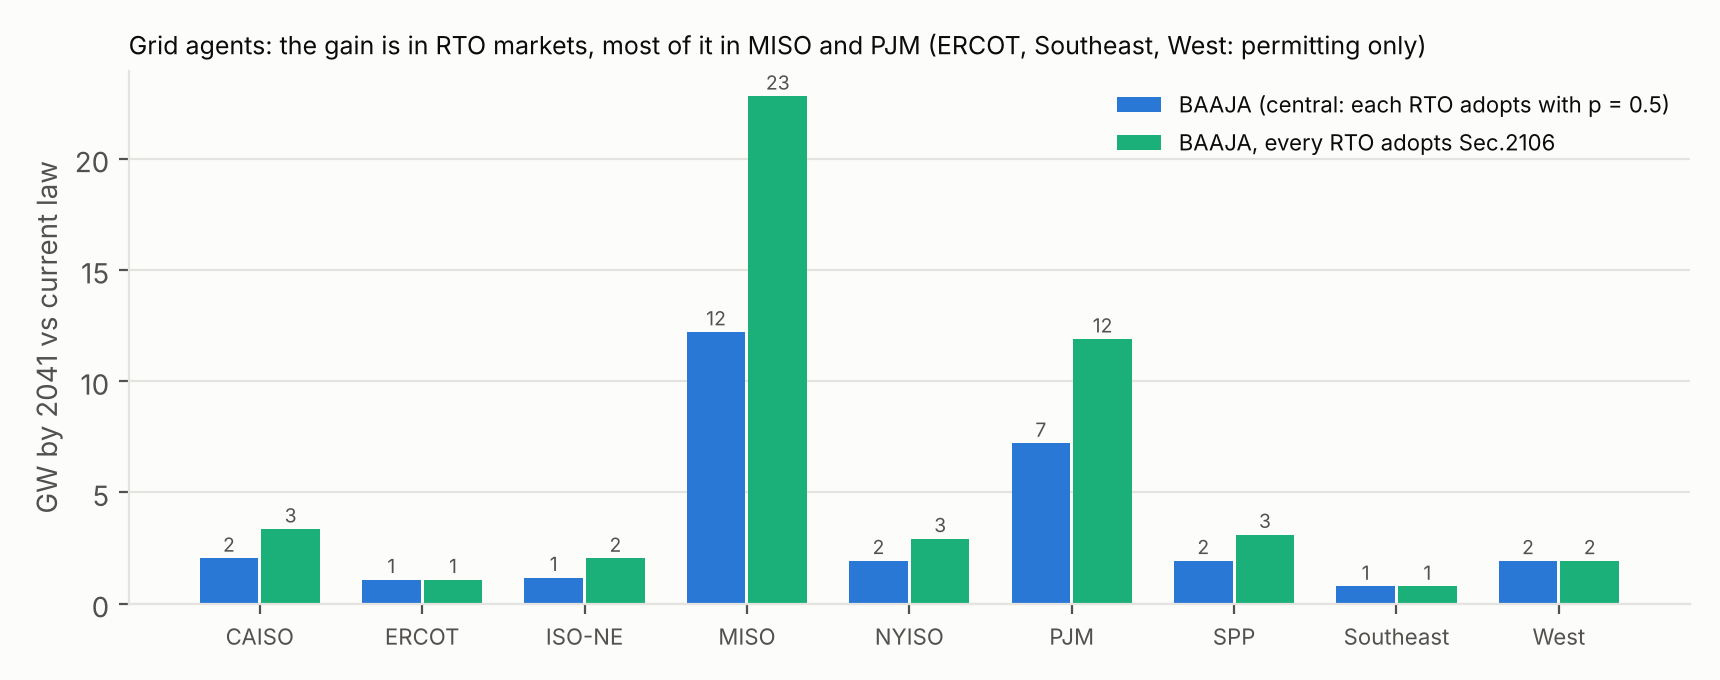 Grid agents: the gain is in RTO markets, most of it in MISO and PJM (ERCOT, Southeast, West: permitting only)
BAAJA (central: each RTO adopts with p = 0.5)
BAAJA, every RTO adopts Sec.2106
GW by 2041 vs current law
20
15
10
5
0
2
3
1
1
1
2
12
23
2
3
7
12
2
3
1
1
2
2
CAISO
ERCOT
ISO-NE
MISO
NYISO
PJM
SPP
Southeast
West